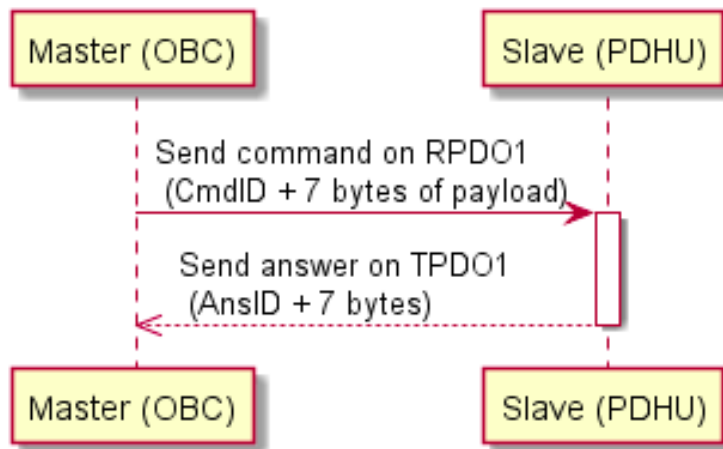 Master (OBC)
Slave (PDHU)
Send command on RPDO1
(CmdID + 7 bytes of payload)
Send answer on TPDO1
(AnsID + 7 bytes)
Master (OBC)
Slave (PDHU)